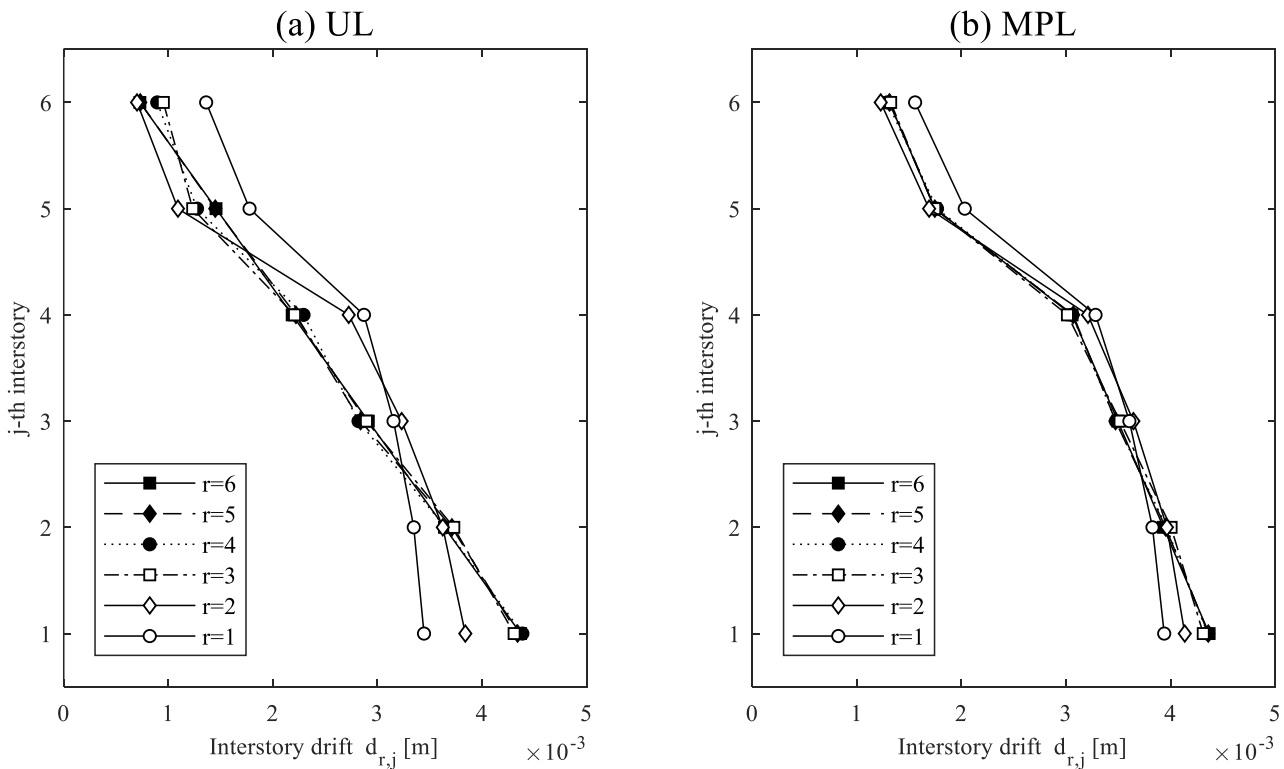 (a) UL
6
5
4
3
2
1
j-th interstory
r=6
r=5
r=4
r=3
r=2
r=1
0 1 2 3 4 5
Interstory drift d_{r,j} [m]
×10^{-3}
(b) MPL
6
5
4
3
2
1
j-th interstory
r=6
r=5
r=4
r=3
r=2
r=1
0 1 2 3 4 5
Interstory drift d_{r,j} [m]
×10^{-3}